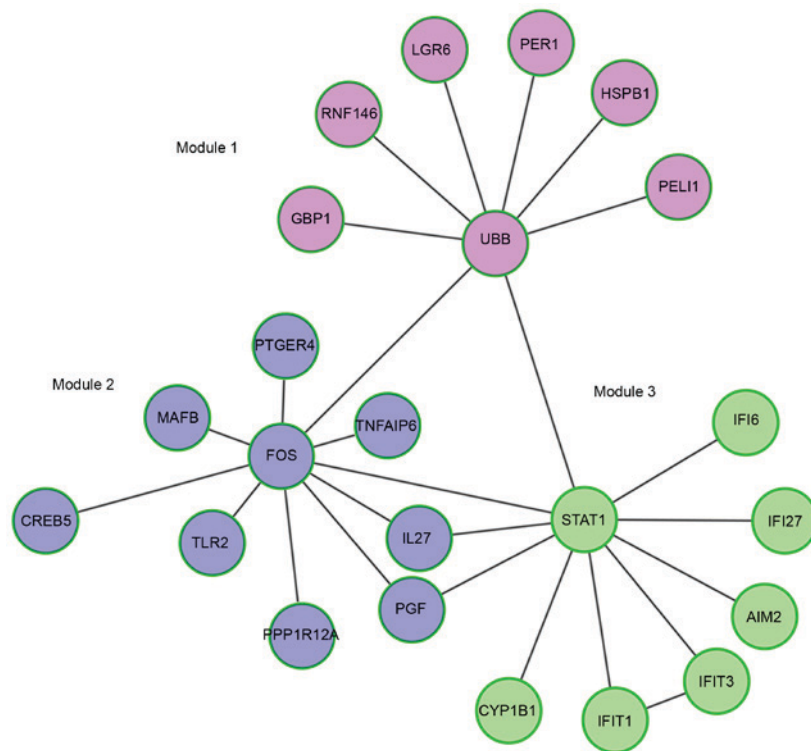 LGR6
PER1
HSPB1
RNF146
Module 1
PELI1
GBP1
UBB
PTGER4
Module 2
Module 3
MAFB
TNFAIP6
IFI6
FOS
CREB5
STAT1
IFI27
TLR2
IL27
PGF
AIM2
PPP1R12A
IFIT3
CYP1B1
IFIT1